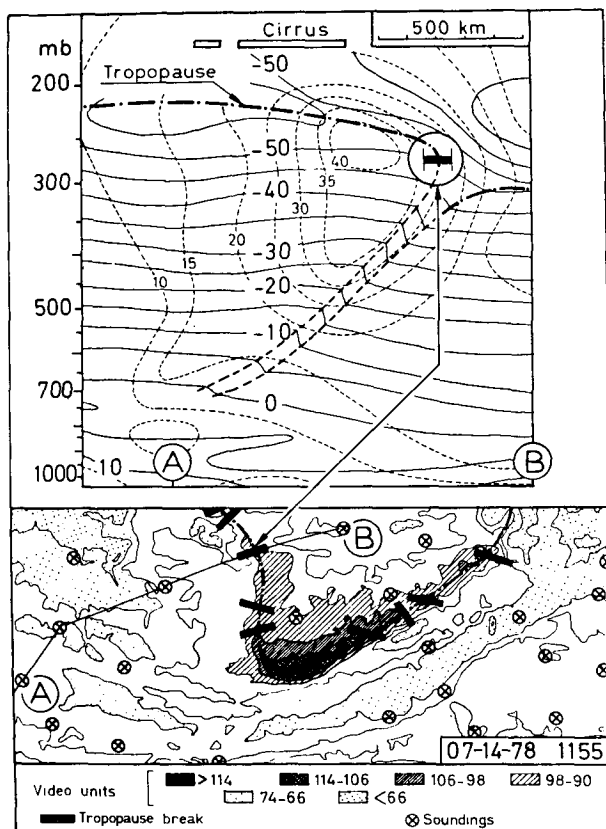 Cirrus
500 km
mb
-50
200
Tropopause
-50
40
300
-40
35
30
20
-30
15
10
-20
500
-10
700
0
A
B
1000
10
B
A
07-14-78 1155
Video units
>114
114-106
106-98
98-90
74-66
<66
Tropopause break
Soundings